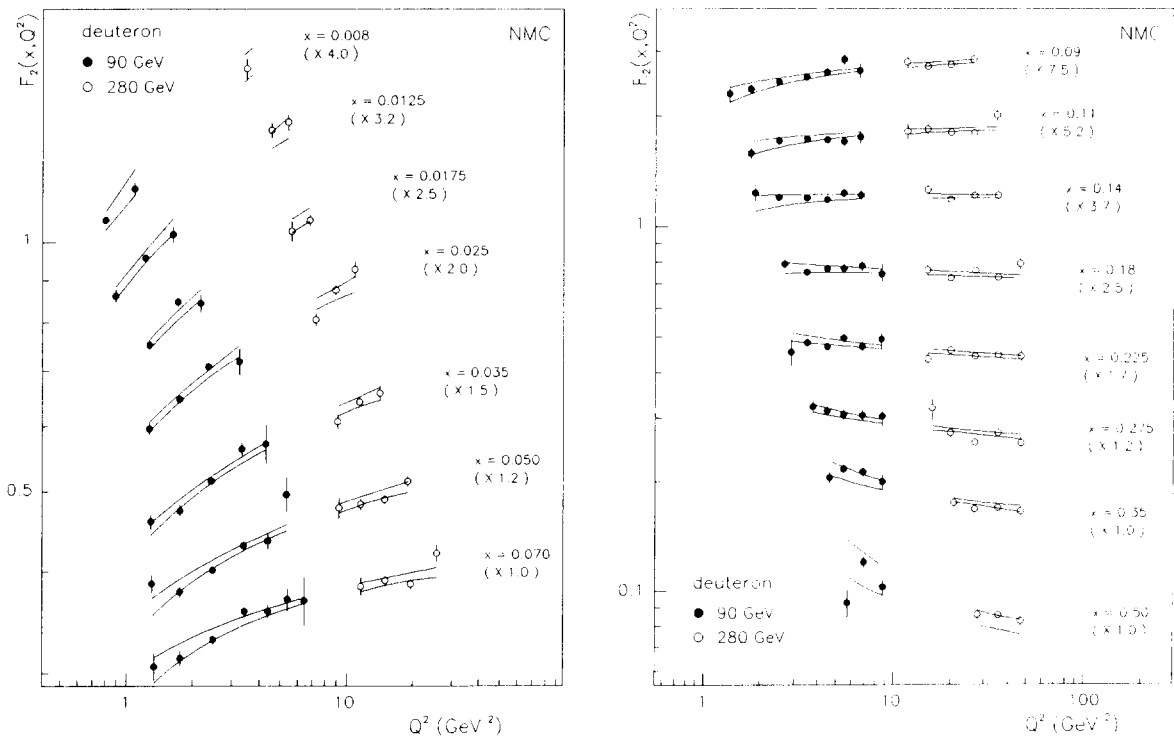 F₂(x,Q²)
deuteron
● 90 GeV
○ 280 GeV
NMC
x = 0.008
(X 4.0)
x = 0.0125
(X 3.2)
x = 0.0175
(X 2.5)
x = 0.025
(X 2.0)
x = 0.035
(X 1.5)
x = 0.050
(X 1.2)
x = 0.070
(X 1.0)
1
0.5
1
10
Q² (GeV²)
F₂(x,Q²)
NMC
x = 0.09
(X 7.5)
x = 0.11
(X 5.2)
x = 0.14
(X 3.7)
x = 0.18
(X 2.5)
x = 0.225
(X 1.7)
x = 0.275
(X 1.2)
x = 0.35
(X 1.0)
x = 0.50
(X 1.0)
deuteron
● 90 GeV
○ 280 GeV
1
0.1
1
10
100
Q² (GeV²)